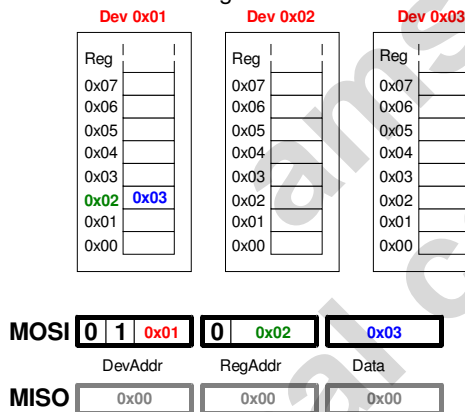 Dev 0x01 Dev 0x02 Dev 0x03
Reg Reg Reg
0x07 0x07 0x07
0x06 0x06 0x06
0x05 0x05 0x05
0x04 0x04 0x04
0x03 0x03 0x03
0x02 0x03 0x02 0x02
0x01 0x01 0x01
0x00 0x00 0x00
MOSI 0 1 0x01 0 0x02 0x03
DevAddr RegAddr Data
MISO 0x00 0x00 0x00